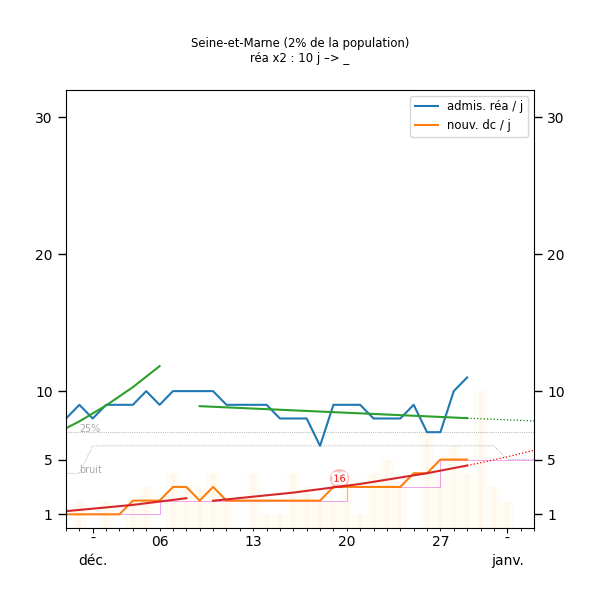 Seine-et-Marne (2% de la population)
réa x2 : 10 j –> _
admis. réa / j
nouv. dc / j
30
30
20
20
10
10
25%
5
5
bruit
16
1
1
-
06
13
20
27
-
déc.
janv.